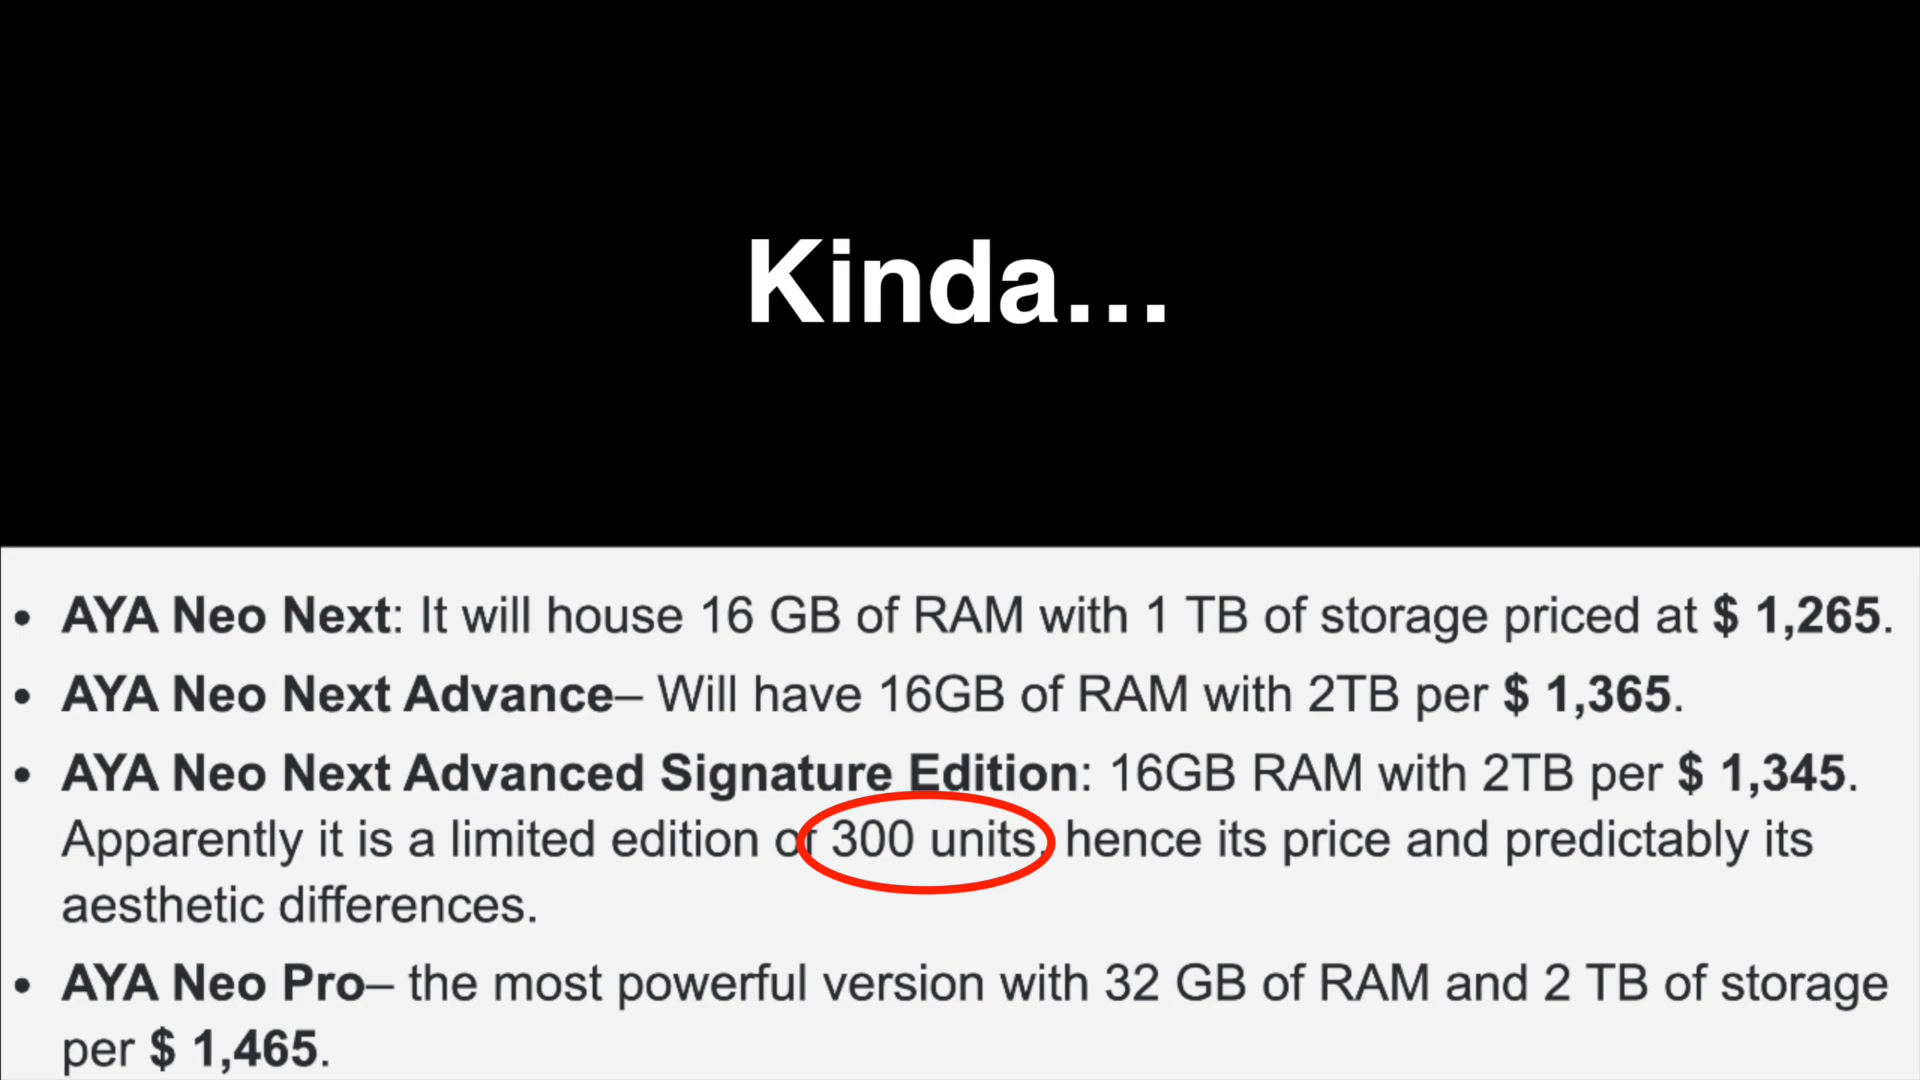 Kinda...
• AYA Neo Next: It will house 16 GB of RAM with 1 TB of storage priced at $ 1,265.
• AYA Neo Next Advance– Will have 16GB of RAM with 2TB per $ 1,365.
• AYA Neo Next Advanced Signature Edition: 16GB RAM with 2TB per $ 1,345.
Apparently it is a limited edition of 300 units, hence its price and predictably its
aesthetic differences.
• AYA Neo Pro– the most powerful version with 32 GB of RAM and 2 TB of storage
per $ 1,465.